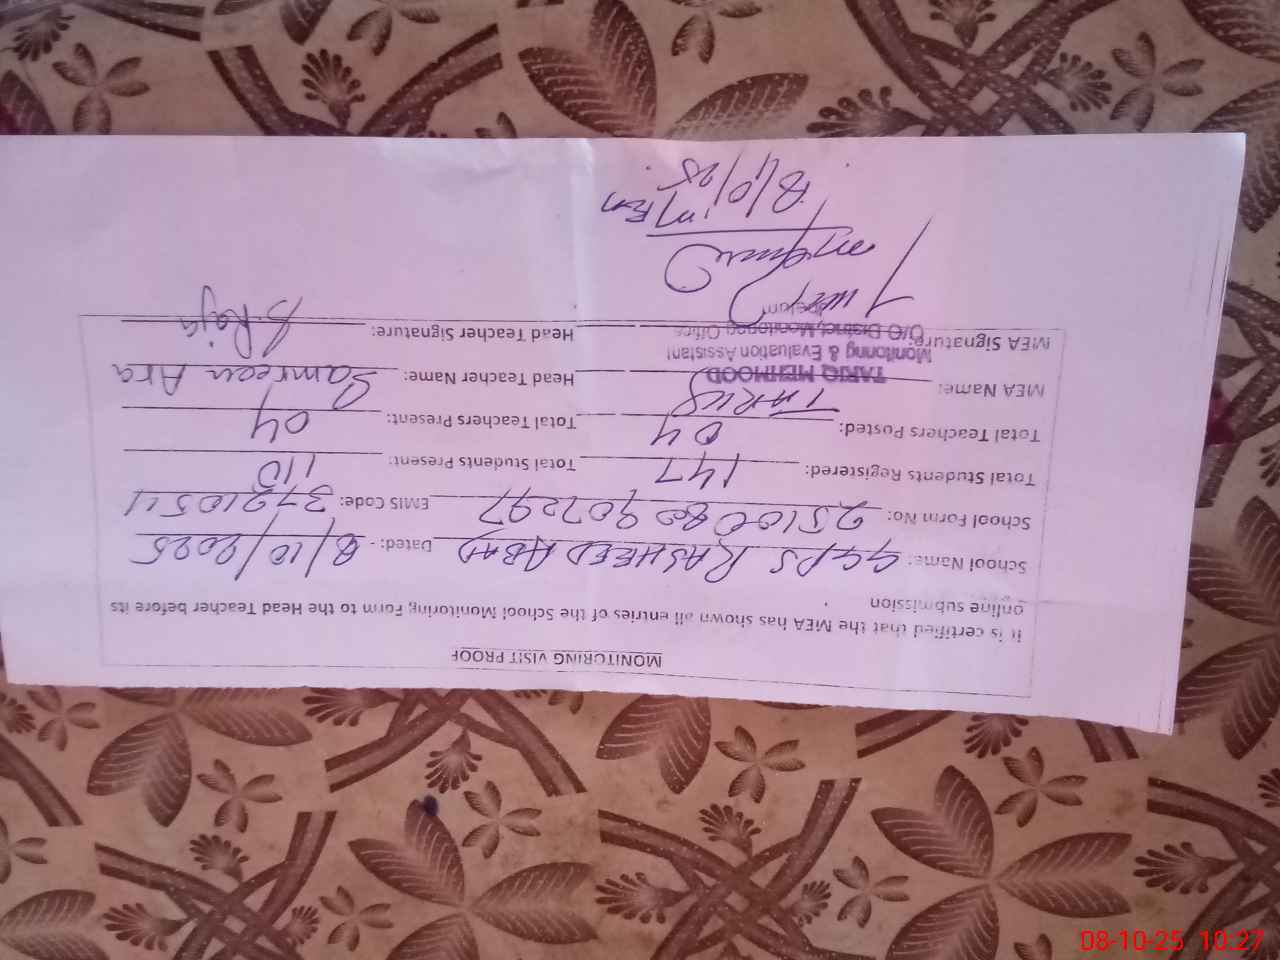 MONITORING VISIT PROOF
It is certified that the MEA has shown all entries of the School Monitoring Form to the Head Teacher before its
online submission
School Name: GGPS RASHEED ABAD Dated: - 8/10/2025
School Form No: EMIS Code: 37210511
Total Students Registered: 147 Total Students Present: 110
Total Teachers Posted: 04 Total Teachers Present: 04
MEA Name: TARIQ Head Teacher Name: Samreen Ara
TARIQ MEHMOOD
Monitoring & Evaluation Assistant
O/O District Monitoring Office
Jhelum
MEA Signature: Head Teacher Signature: S. Raja
8/10/25
08-10-25 10:27